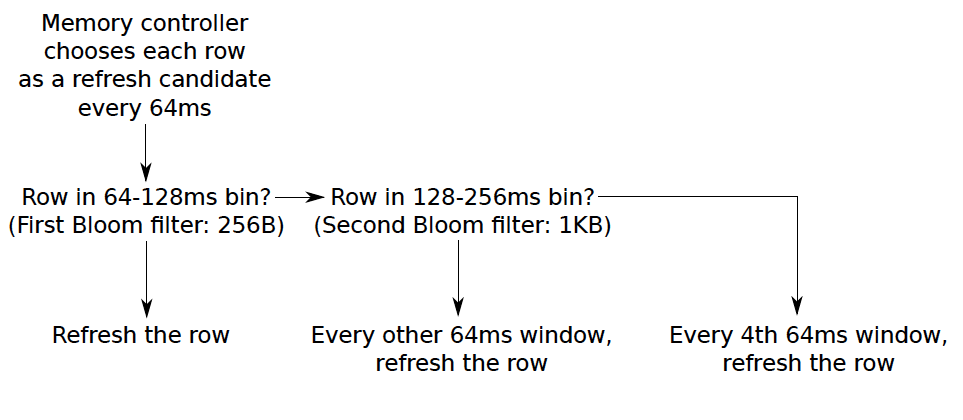 Memory controller
chooses each row
as a refresh candidate
every 64ms
Row in 64-128ms bin?
(First Bloom filter: 256B)
Row in 128-256ms bin?
(Second Bloom filter: 1KB)
Refresh the row
Every other 64ms window,
refresh the row
Every 4th 64ms window,
refresh the row